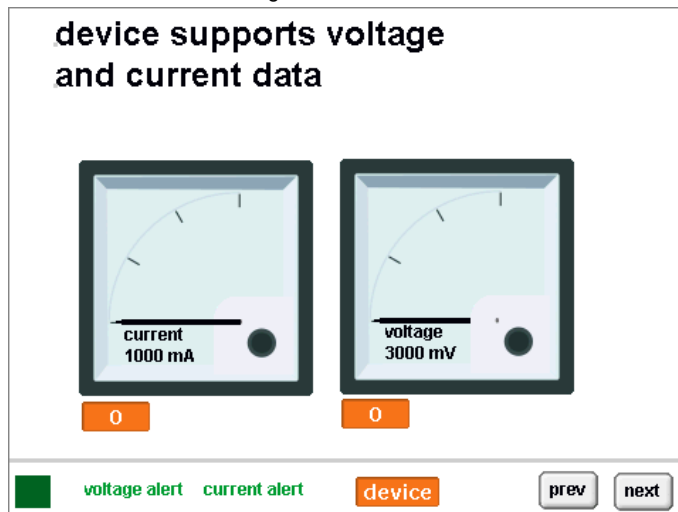 device supports voltage
and current data
current
1000 mA
voltage
3000 mV
0
0
voltage alert current alert device prev next